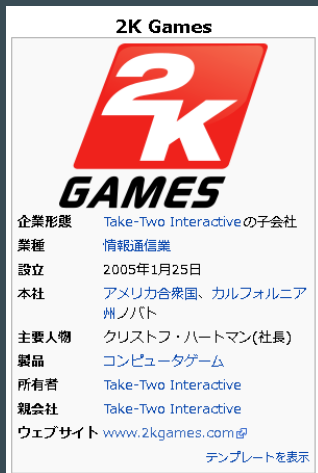 2K Games
2K
GAMES
企業形態 Take-Two Interactiveの子会社
業種 情報通信業
設立 2005年1月25日
本社 アメリカ合衆国、カルフォルニア
州ノバト
主要人物 クリストフ・ハートマン(社長)
製品 コンピュータゲーム
所有者 Take-Two Interactive
親会社 Take-Two Interactive
ウェブサイト www.2kgames.com
テンプレートを表示